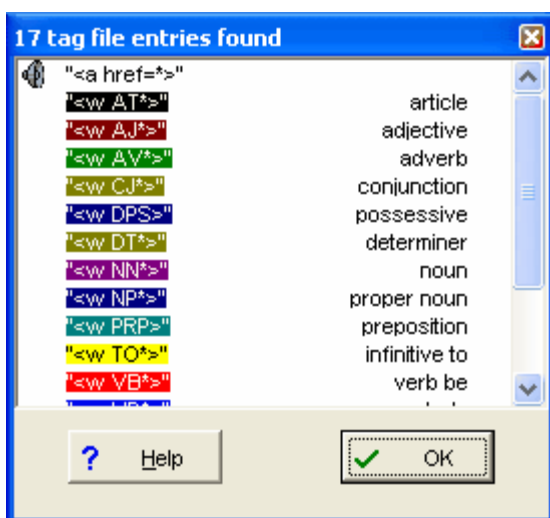 17 tag file entries found
"<a href=*>"
"<w AT*>" article
"<w AJ*>" adjective
"<w AV*>" adverb
"<w CJ*>" conjunction
"<w DPS>" possessive
"<w DT*>" determiner
"<w NN*>" noun
"<w NP*>" proper noun
"<w PRP>" preposition
"<w TO*>" infinitive to
"<w VB*>" verb be
? Help
OK